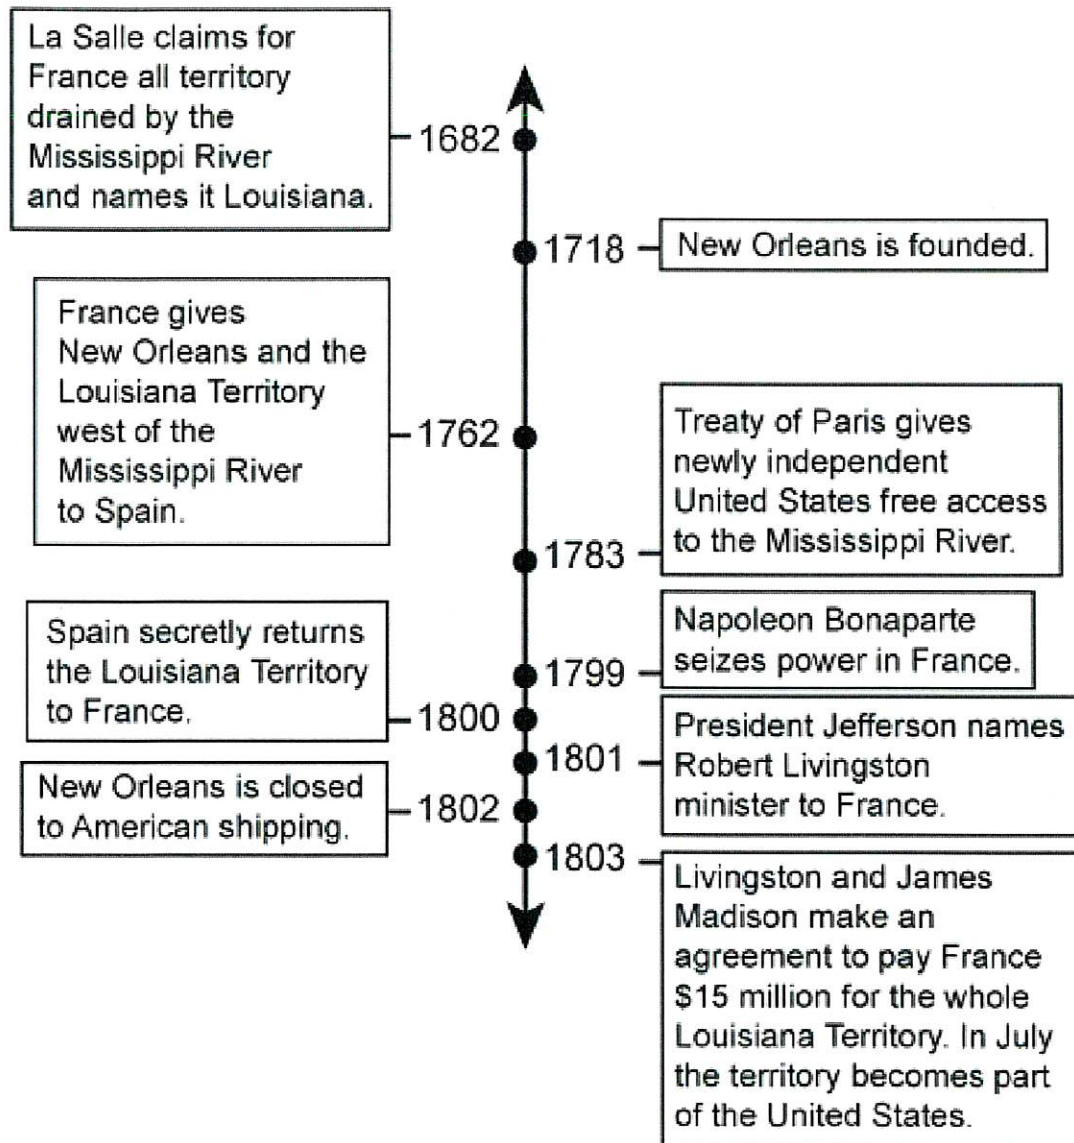 La Salle claims for
France all territory
drained by the
Mississippi River
and names it Louisiana.
1682
1718
New Orleans is founded.
France gives
New Orleans and the
Louisiana Territory
west of the
Mississippi River
to Spain.
1762
Treaty of Paris gives
newly independent
United States free access
to the Mississippi River.
1783
Napoleon Bonaparte
seizes power in France.
1799
Spain secretly returns
the Louisiana Territory
to France.
1800
President Jefferson names
Robert Livingston
minister to France.
1801
New Orleans is closed
to American shipping.
1802
1803
Livingston and James
Madison make an
agreement to pay France
$15 million for the whole
Louisiana Territory. In July
the territory becomes part
of the United States.